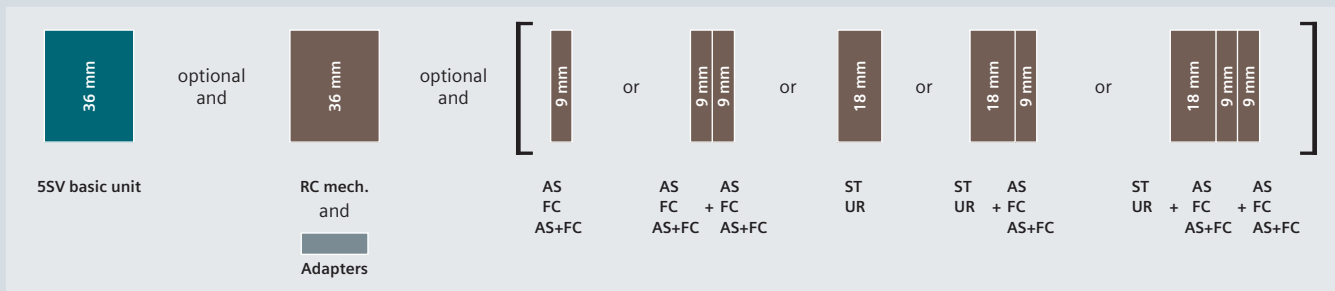 36 mm
optional
and
36 mm
optional
and
9 mm
or
9 mm
9 mm
or
18 mm
or
18 mm
9 mm
or
18 mm
9 mm
9 mm
5SV basic unit
RC mech.
and
Adapters
AS
FC
AS+FC
AS AS
FC + FC
AS+FC AS+FC
ST
UR
ST AS
UR + FC
AS+FC
ST AS AS
UR + FC + FC
AS+FC AS+FC